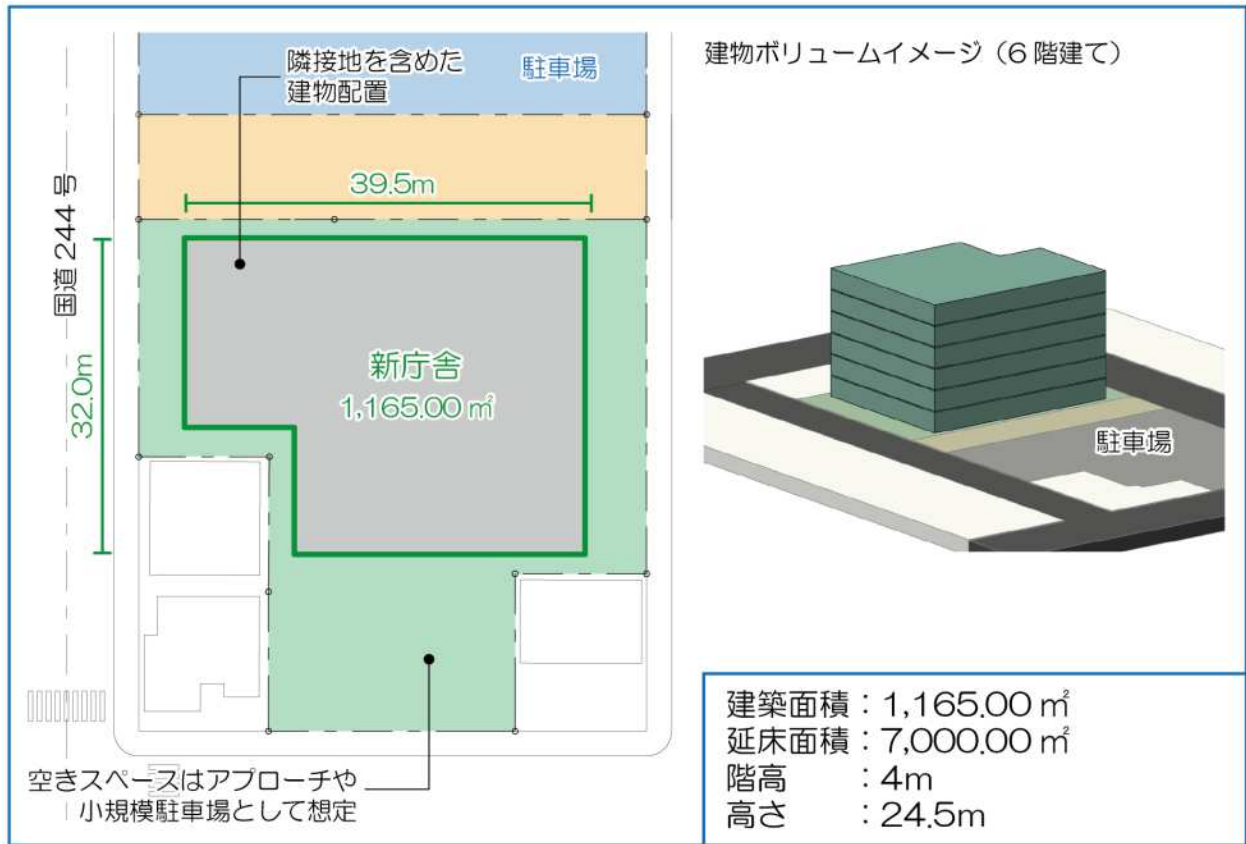 隣接地を含めた
建物配置
駐車場
建物ボリュームイメージ（6階建て）
39.5m
国道244号
32.0m
新庁舎
1,165.00㎡
駐車場
空きスペースはアプローチや
小規模駐車場として想定
建築面積：1,165.00㎡
延床面積：7,000.00㎡
階高　　：4m
高さ　　：24.5m